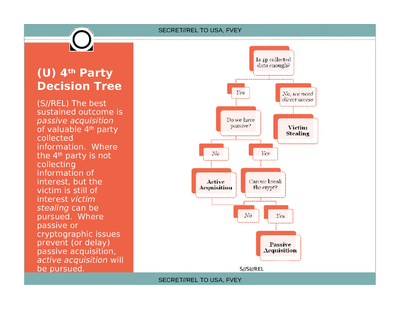 SECRET//REL TO USA, FVEY
(U) 4th Party
Decision Tree
(S//REL) The best
sustained outcome is
passive acquisition
of valuable 4th party
collected
information. Where
the 4th party is not
collecting
information of
interest, but the
victim is still of
interest victim
stealing can be
pursued. Where
passive or
cryptographic issues
prevent (or delay)
passive acquisition,
active acquisition will
be pursued.
Is 4p collected
data enough?
Yes
No, we need
direct access
Do we have
passive?
Victim
Stealing
No
Yes
Active
Acquisition
Can we break
the crypt?
No
Yes
Passive
Acquisition
S//SI//REL
SECRET//REL TO USA, FVEY